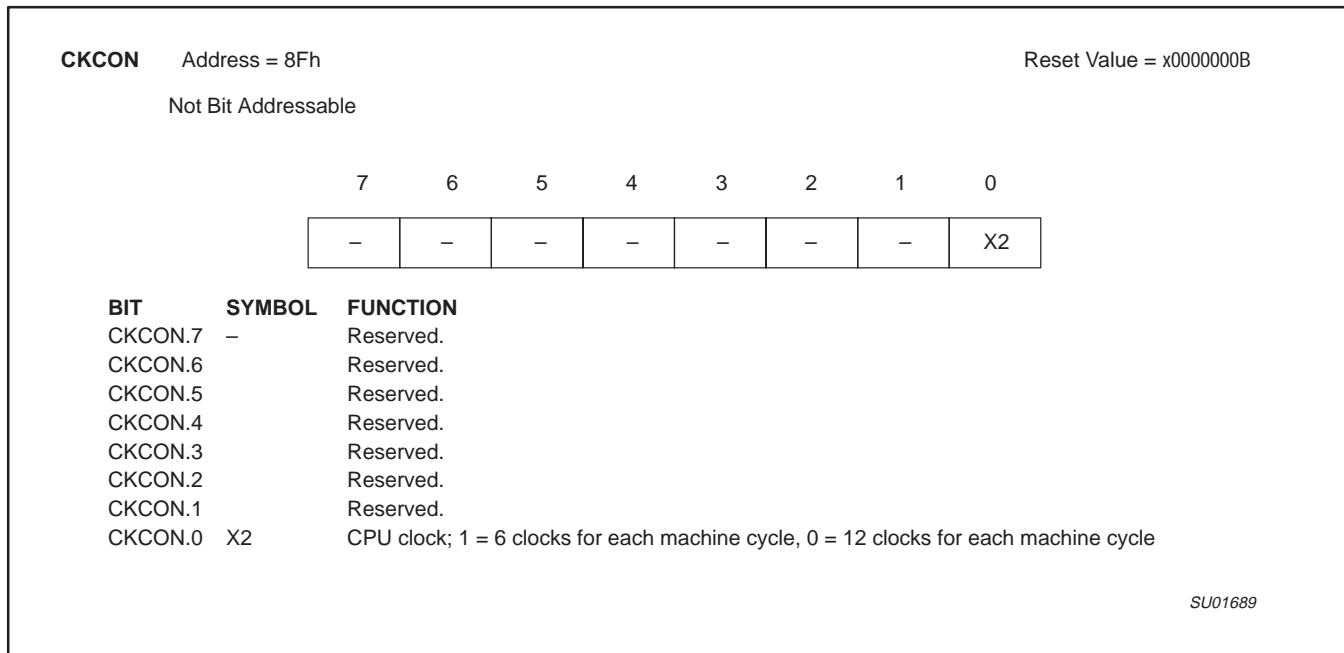 CKCON Address = 8Fh Reset Value = x0000000B
Not Bit Addressable
7 6 5 4 3 2 1 0
– – – – – – – X2
BIT SYMBOL FUNCTION
CKCON.7 – Reserved.
CKCON.6 Reserved.
CKCON.5 Reserved.
CKCON.4 Reserved.
CKCON.3 Reserved.
CKCON.2 Reserved.
CKCON.1 Reserved.
CKCON.0 X2 CPU clock; 1 = 6 clocks for each machine cycle, 0 = 12 clocks for each machine cycle
SU01689